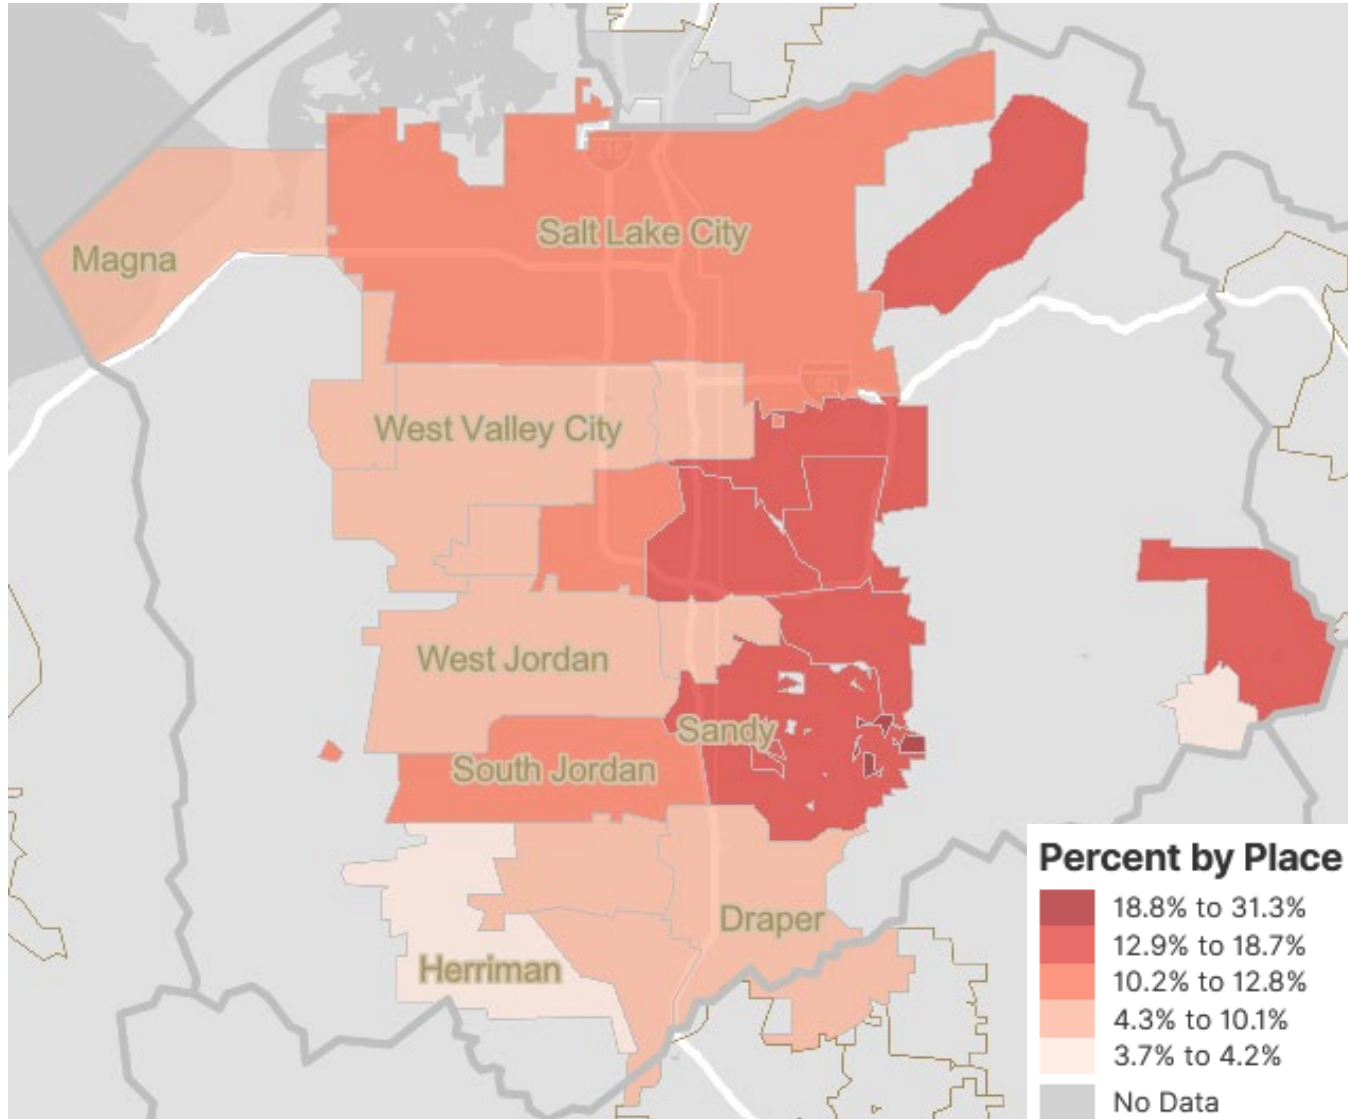 215
Salt Lake City
Magna
80
West Valley City
West Jordan
Sandy
South Jordan
Draper
Herriman
Percent by Place
18.8% to 31.3%
12.9% to 18.7%
10.2% to 12.8%
4.3% to 10.1%
3.7% to 4.2%
No Data